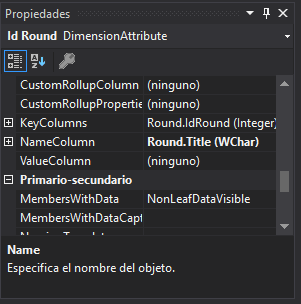 Propiedades
Id Round DimensionAttribute
CustomRollupColumn (ninguno)
CustomRollupPropertie (ninguno)
KeyColumns Round.IdRound (Integer)
NameColumn Round.Title (WChar)
ValueColumn (ninguno)
Primario-secundario
MembersWithData NonLeafDataVisible
MembersWithDataCapt
Name
Especifica el nombre del objeto.